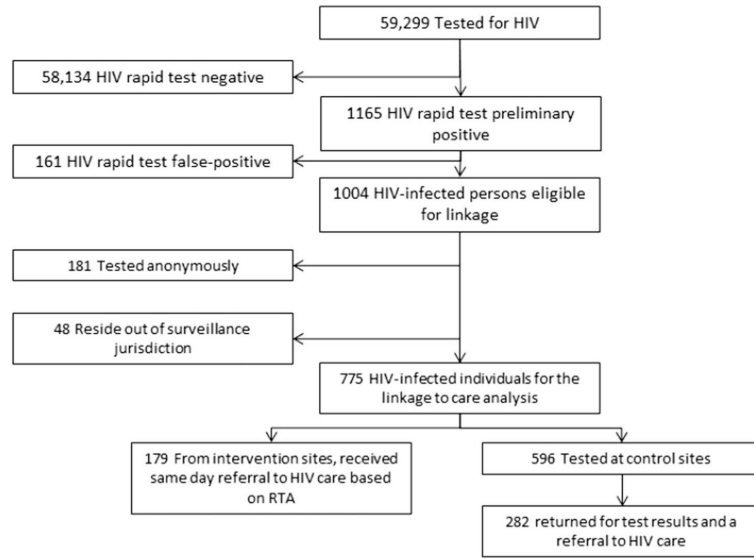 59,299 Tested for HIV
58,134 HIV rapid test negative
1165 HIV rapid test preliminary
positive
161 HIV rapid test false-positive
1004 HIV-infected persons eligible
for linkage
181 Tested anonymously
48 Reside out of surveillance
jurisdiction
775 HIV-infected individuals for the
linkage to care analysis
179 From intervention sites, received
same day referral to HIV care based
on RTA
596 Tested at control sites
282 returned for test results and a
referral to HIV care